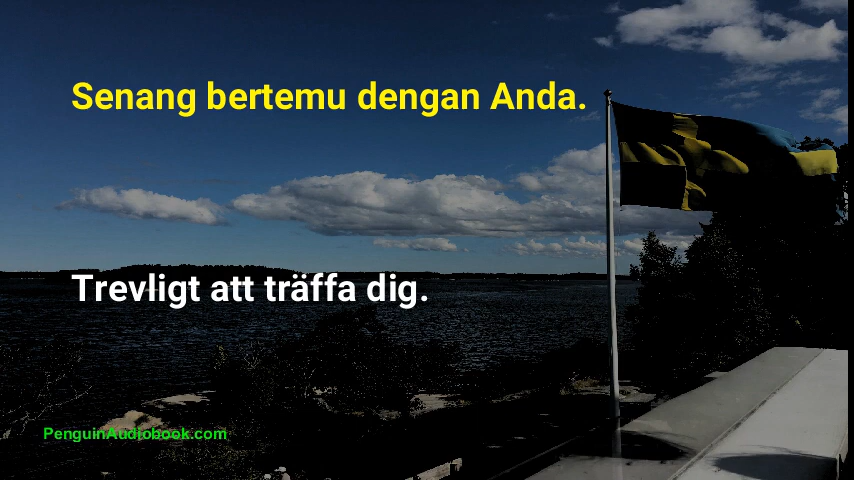 Senang bertemu dengan Anda.
Trevligt att träffa dig.
PenguinAudiobook.com